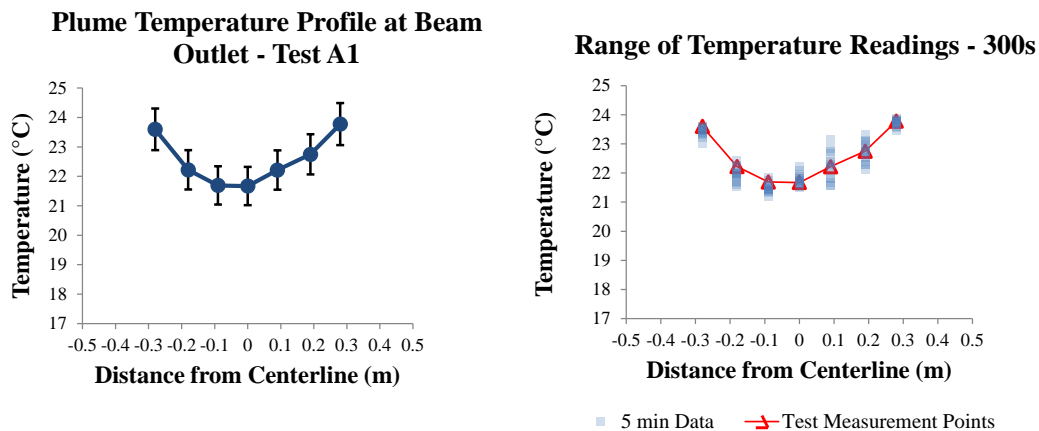 Plume Temperature Profile at Beam
Outlet - Test A1
25
24
23
22
21
20
19
18
17
Temperature (°C)
-0.5 -0.4 -0.3 -0.2 -0.1 0 0.1 0.2 0.3 0.4 0.5
Distance from Centerline (m)
Range of Temperature Readings - 300s
25
24
23
22
21
20
19
18
17
Temperature (°C)
-0.5 -0.4 -0.3 -0.2 -0.1 0 0.1 0.2 0.3 0.4 0.5
Distance from Centerline (m)
5 min Data Test Measurement Points